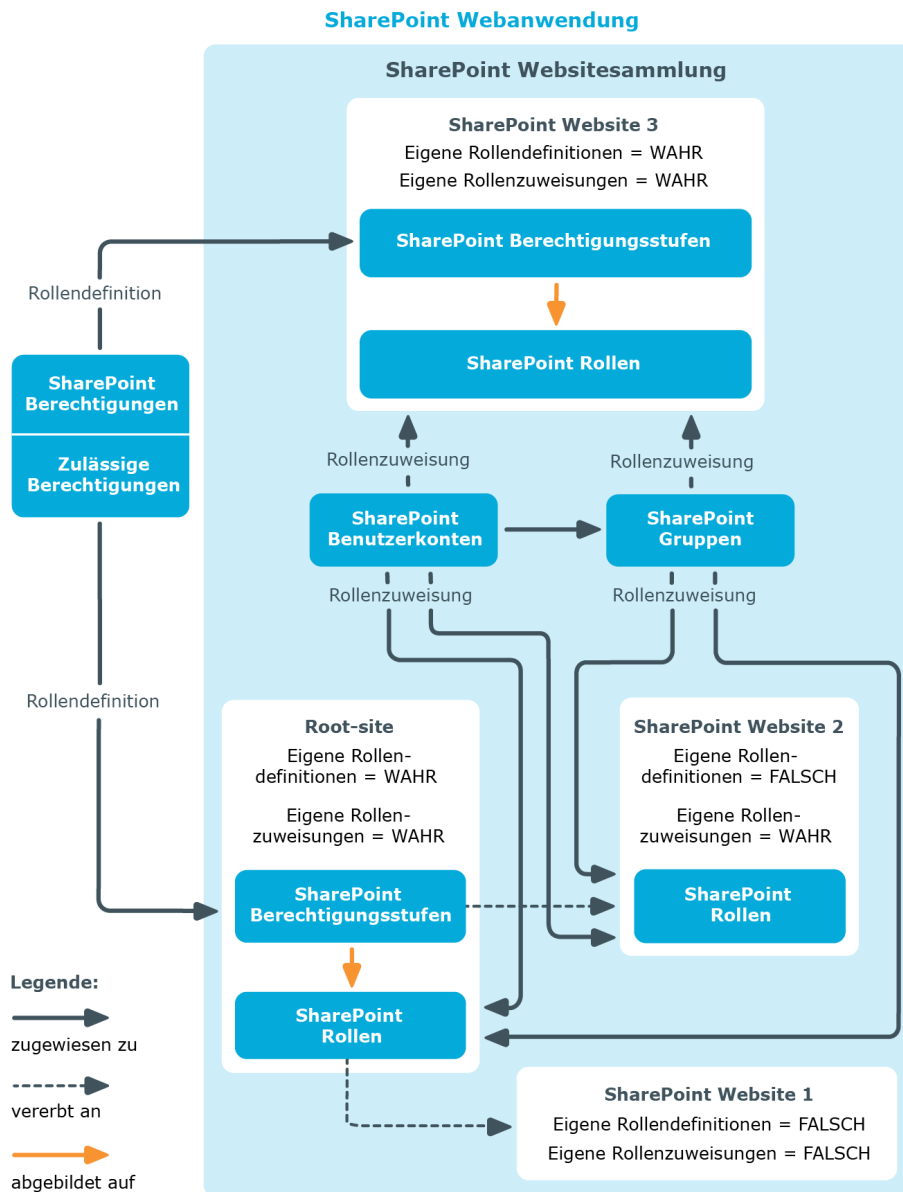 SharePoint Webanwendung
SharePoint Websitesammlung
SharePoint Website 3
Eigene Rollendefinitionen = WAHR
Eigene Rollenzuweisungen = WAHR
SharePoint Berechtigungsstufen
SharePoint Rollen
Rollendefinition
SharePoint
Berechtigungen
Zulässige
Berechtigungen
Rollenzuweisung
Rollenzuweisung
SharePoint
Benutzerkonten
SharePoint
Gruppen
Rollenzuweisung
Rollenzuweisung
Rollendefinition
Root-site
Eigene Rollen-
definitionen = WAHR
Eigene Rollen-
zuweisungen = WAHR
SharePoint
Berechtigungsstufen
SharePoint
Rollen
SharePoint Website 2
Eigene Rollen-
definitionen = FALSCH
Eigene Rollen-
zuweisungen = WAHR
SharePoint
Rollen
SharePoint Website 1
Eigene Rollendefinitionen = FALSCH
Eigene Rollenzuweisungen = FALSCH
Legende:
zugewiesen zu
vererbt an
abgebildet auf